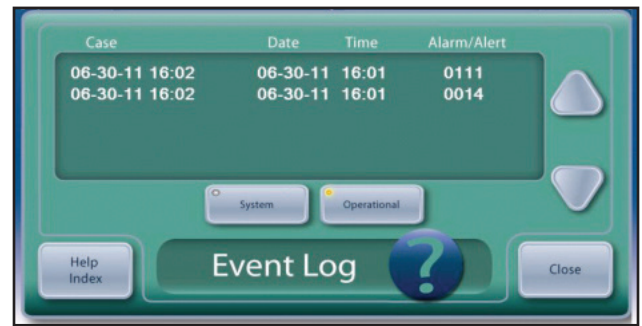 Case Date Time Alarm/Alert
06-30-11 16:02 06-30-11 16:01 0111
06-30-11 16:02 06-30-11 16:01 0014
System Operational
Help
Index
Event Log ?
Close